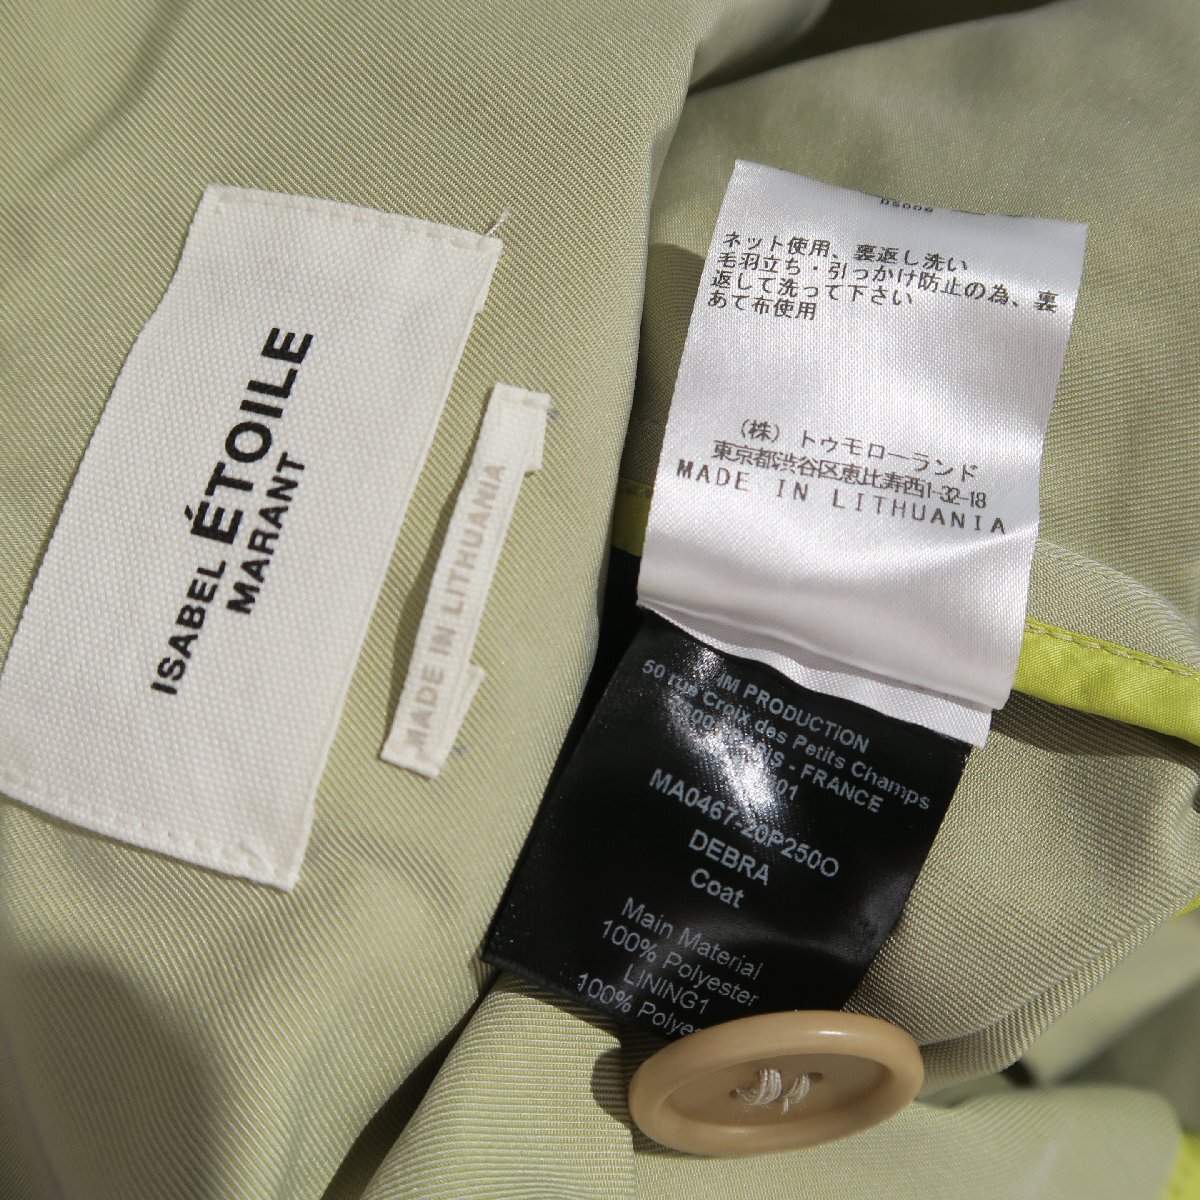 ISABEL ÉTOILE
MARANT
MADE IN LITHUANIA
ネット使用、裏返し洗い
毛羽立ち・引っかけ防止の為、裏
返して洗って下さい
あて布使用
(株)トゥモローランド
東京都渋谷区恵比寿西1-32-18
MADE IN LITHUANIA
IM PRODUCTION
50 rue Croix des Petits Champs
- FRANCE
MA0467-20P250O
DEBRA
Coat
Main Material
100% Polyester
LINING1
100%